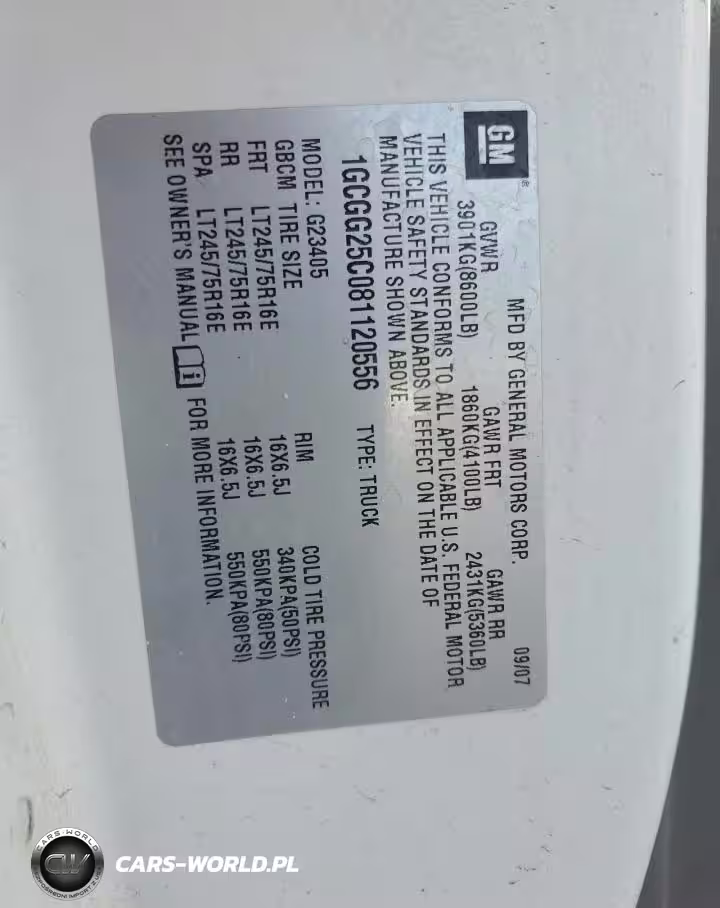 GM
MFD BY GENERAL MOTORS CORP. 09/07
GVWR GAWR FRT GAWR RR
3901KG(8600LB) 1860KG(4100LB) 2431KG(5360LB)
THIS VEHICLE CONFORMS TO ALL APPLICABLE U.S. FEDERAL MOTOR
VEHICLE SAFETY STANDARDS IN EFFECT ON THE DATE OF
MANUFACTURE SHOWN ABOVE.
1GCGG25C081120556 TYPE: TRUCK
MODEL: G23405
GBCM TIRE SIZE RIM COLD TIRE PRESSURE
FRT LT245/75R16E 16X6.5J 340KPA(50PSI)
RR LT245/75R16E 16X6.5J 550KPA(80PSI)
SPA LT245/75R16E 16X6.5J 550KPA(80PSI)
SEE OWNER'S MANUAL i FOR MORE INFORMATION.
CARS-WORLD
CW
CARS-WORLD.PL